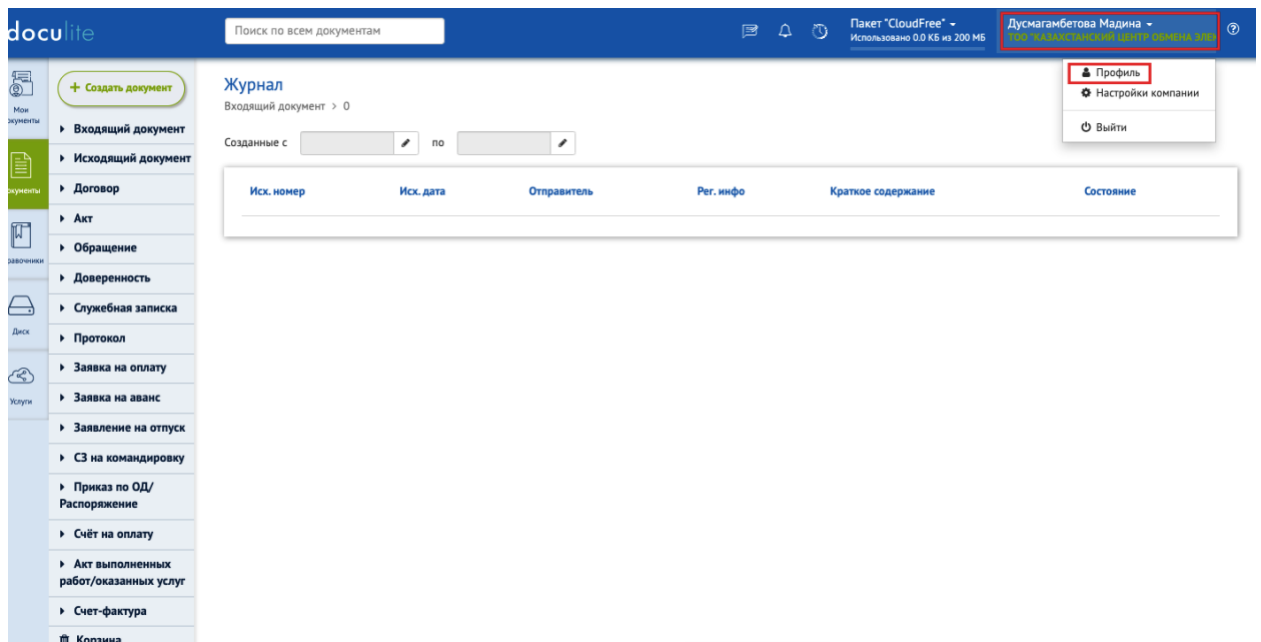 doculite
Поиск по всем документам
Пакет "CloudFree"
Использовано 0.0 КБ из 200 МБ
Дусмагамбетова Мадина
ТОО "КАЗАХСТАНСКИЙ ЦЕНТР ОБМЕНА ЭЛЕ
Профиль
Настройки компании
Выйти
Мои
окументы
окументы
равочники
Диск
Услуги
+ Создать документ
Входящий документ
Исходящий документ
Договор
Акт
Обращение
Доверенность
Служебная записка
Протокол
Заявка на оплату
Заявка на аванс
Заявление на отпуск
СЗ на командировку
Приказ по ОД/
Распоряжение
Счёт на оплату
Акт выполненных
работ/оказанных услуг
Счет-фактура
Корзина
Журнал
Входящий документ > 0
Созданные с по
Исх. номер Исх. дата Отправитель Рег. инфо Краткое содержание Состояние